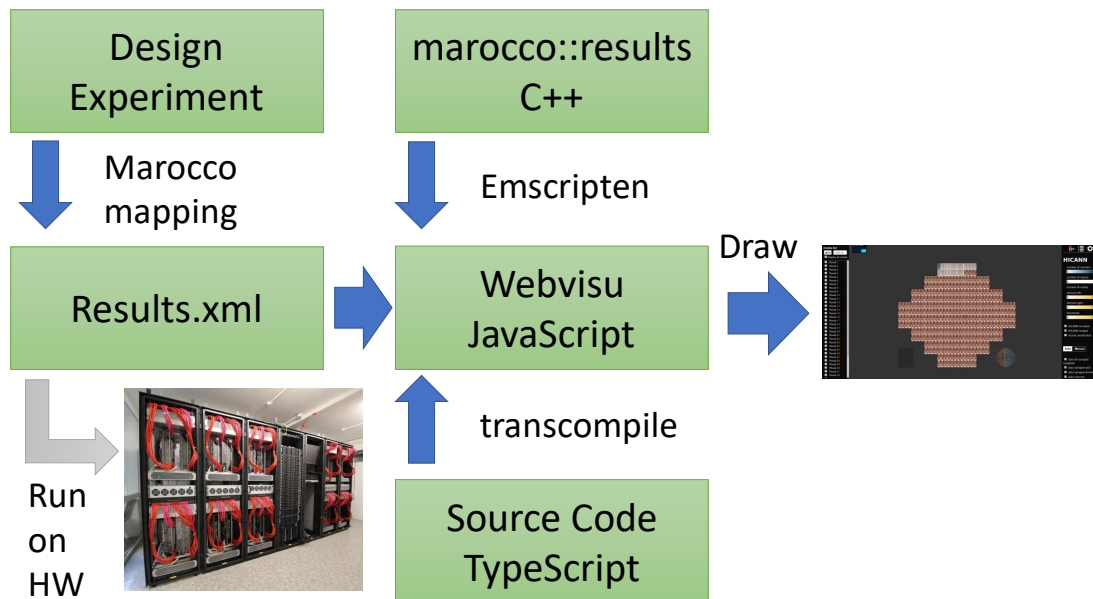 Design
Experiment
marocco::results
C++
Marocco
mapping
Emscripten
Results.xml
Webvisu
JavaScript
Draw
HICANN
transcompile
Run
on
HW
Source Code
TypeScript